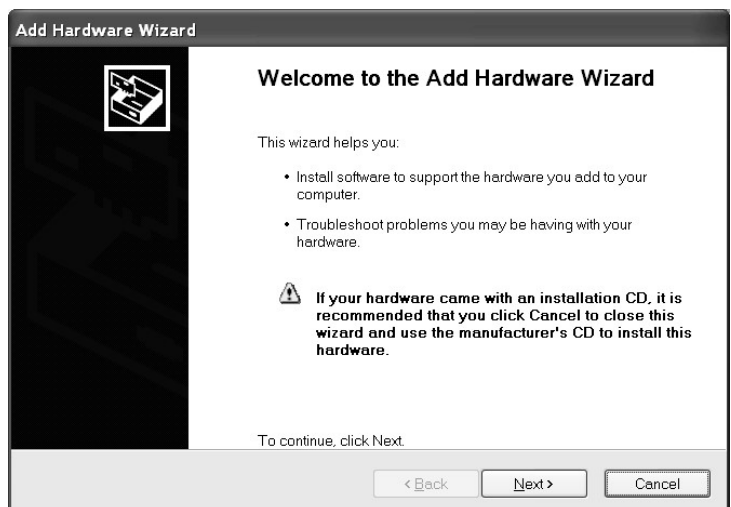 Add Hardware Wizard
Welcome to the Add Hardware Wizard
This wizard helps you:
• Install software to support the hardware you add to your
computer.
• Troubleshoot problems you may be having with your
hardware.
If your hardware came with an installation CD, it is
recommended that you click Cancel to close this
wizard and use the manufacturer's CD to install this
hardware.
To continue, click Next.
< Back Next > Cancel